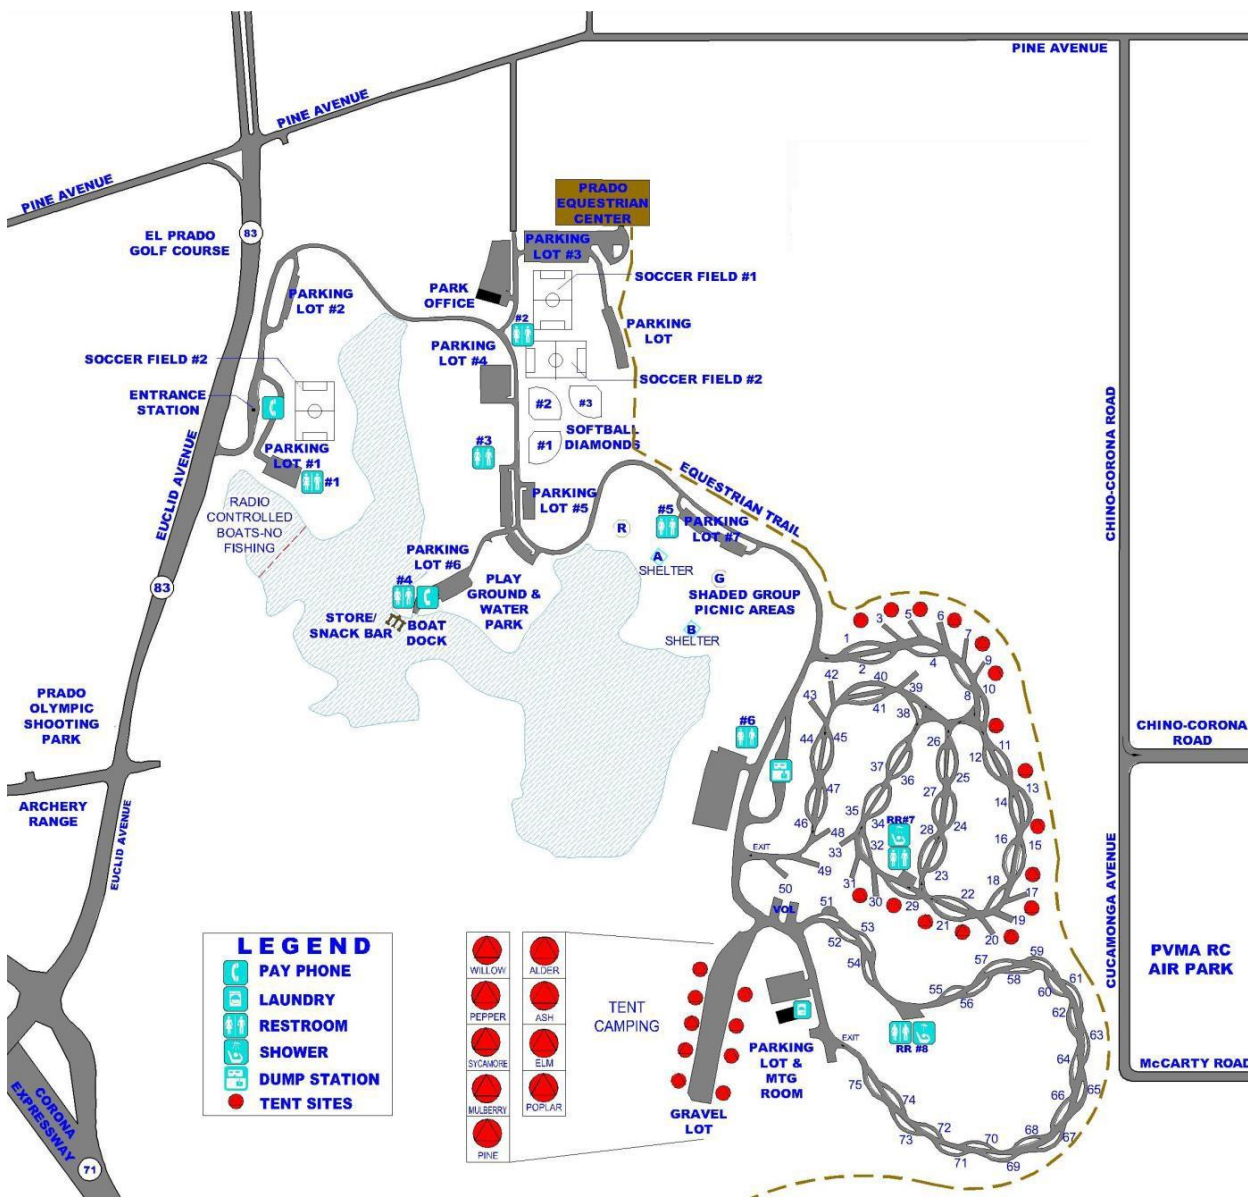 PINE AVENUE
PINE AVENUE
PINE AVENUE
EL PRADO
GOLF COURSE
83
PRADO
EQUESTRIAN
CENTER
PARKING
LOT #3
SOCCER FIELD #1
PARK
OFFICE
PARKING
LOT #2
#2
PARKING
LOT
PARKING
LOT #4
SOCCER FIELD #2
SOCCER FIELD #2
ENTRANCE
STATION
#2
#3
#1
SOFTBALL
DIAMONDS
CHINO-CORONA ROAD
EUCLID AVENUE
PARKING
LOT #1
#1
#3
EQUESTRIAN TRAIL
RADIO
CONTROLLED
BOATS-NO
FISHING
PARKING
LOT #5
R
#5
PARKING
LOT #7
A
SHELTER
G
SHADED GROUP
PICNIC AREAS
B
SHELTER
83
PARKING
LOT #6
#4
PLAY
GROUND &
WATER
PARK
STORE/
SNACK BAR
BOAT
DOCK
PRADO
OLYMPIC
SHOOTING
PARK
ARCHERY
RANGE
EUCLID AVENUE
#6
CHINO-CORONA
ROAD
1
2
3
4
5
6
7
8
9
10
11
12
13
14
15
16
17
18
19
20
21
22
23
24
25
26
27
28
29
30
31
32
33
34
35
36
37
38
39
40
41
42
43
44
45
46
47
48
49
50
RR#7
EXIT
VOL
CUCAMONGA AVENUE
PVMA RC
AIR PARK
McCARTY ROAD
51
52
53
54
55
56
57
58
59
60
61
62
63
64
65
66
67
68
69
70
71
72
73
74
75
RR #8
EXIT
PARKING
LOT &
MTG
ROOM
GRAVEL
LOT
TENT
CAMPING
WILLOW
ALDER
PEPPER
ASH
SYCAMORE
ELM
MULBERRY
POPLAR
PINE
LEGEND
PAY PHONE
LAUNDRY
RESTROOM
SHOWER
DUMP STATION
TENT SITES
CORONA
EXPRESSWAY
71